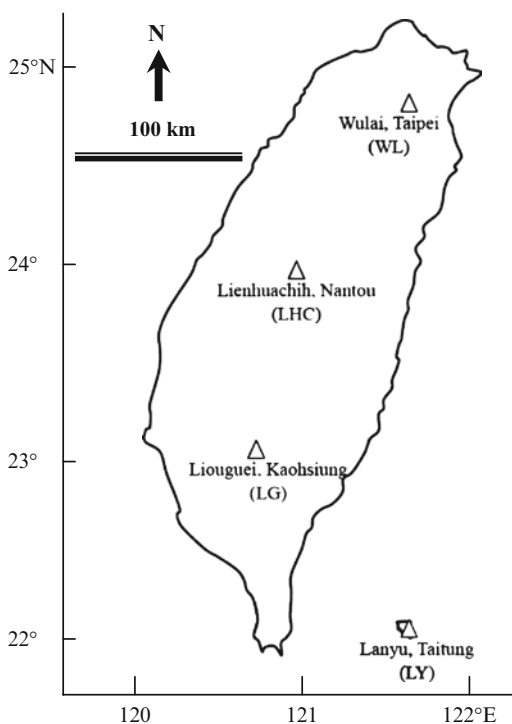 N
25°N
100 km
Wulai, Taipei
(WL)
24°
Lienhuachih. Nantou
(LHC)
23°
Liouguei. Kaohsiung
(LG)
22°
Lanyu, Taitung
(LY)
120
121
122°E